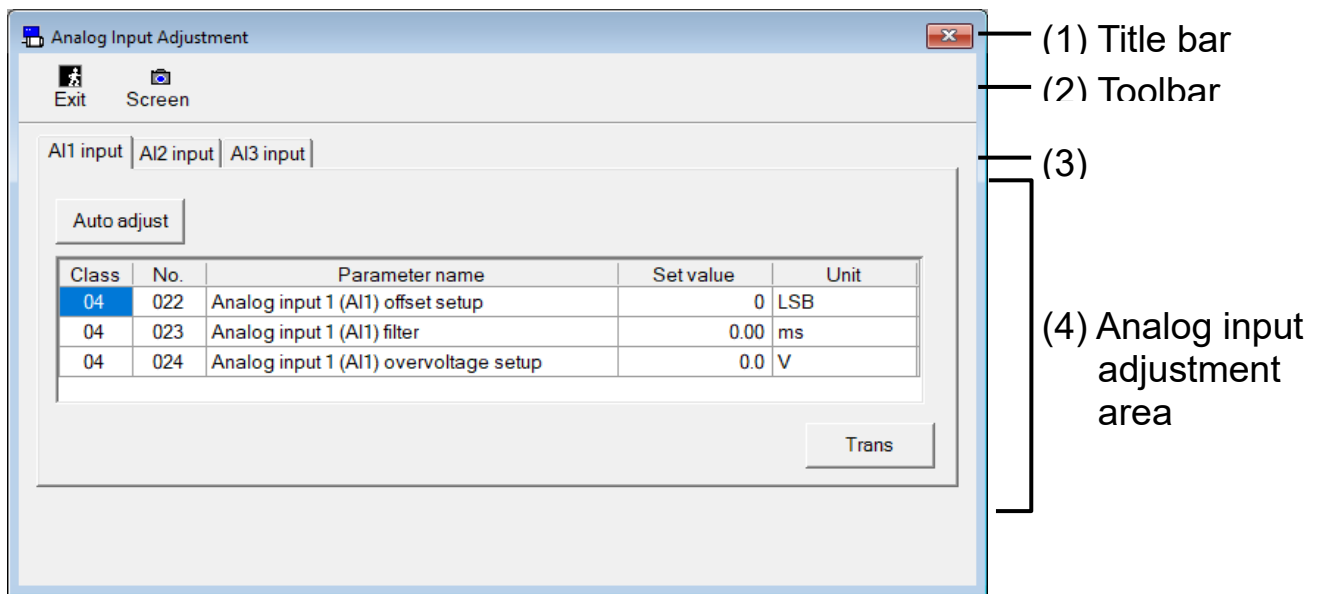 Analog Input Adjustment
(1) Title bar
Exit Screen
(2) Toolbar
AI1 input AI2 input AI3 input
(3)
Auto adjust
Class No. Parameter name Set value Unit
04 022 Analog input 1 (AI1) offset setup 0 LSB
04 023 Analog input 1 (AI1) filter 0.00 ms
04 024 Analog input 1 (AI1) overvoltage setup 0.0 V
Trans
(4) Analog input
adjustment
area